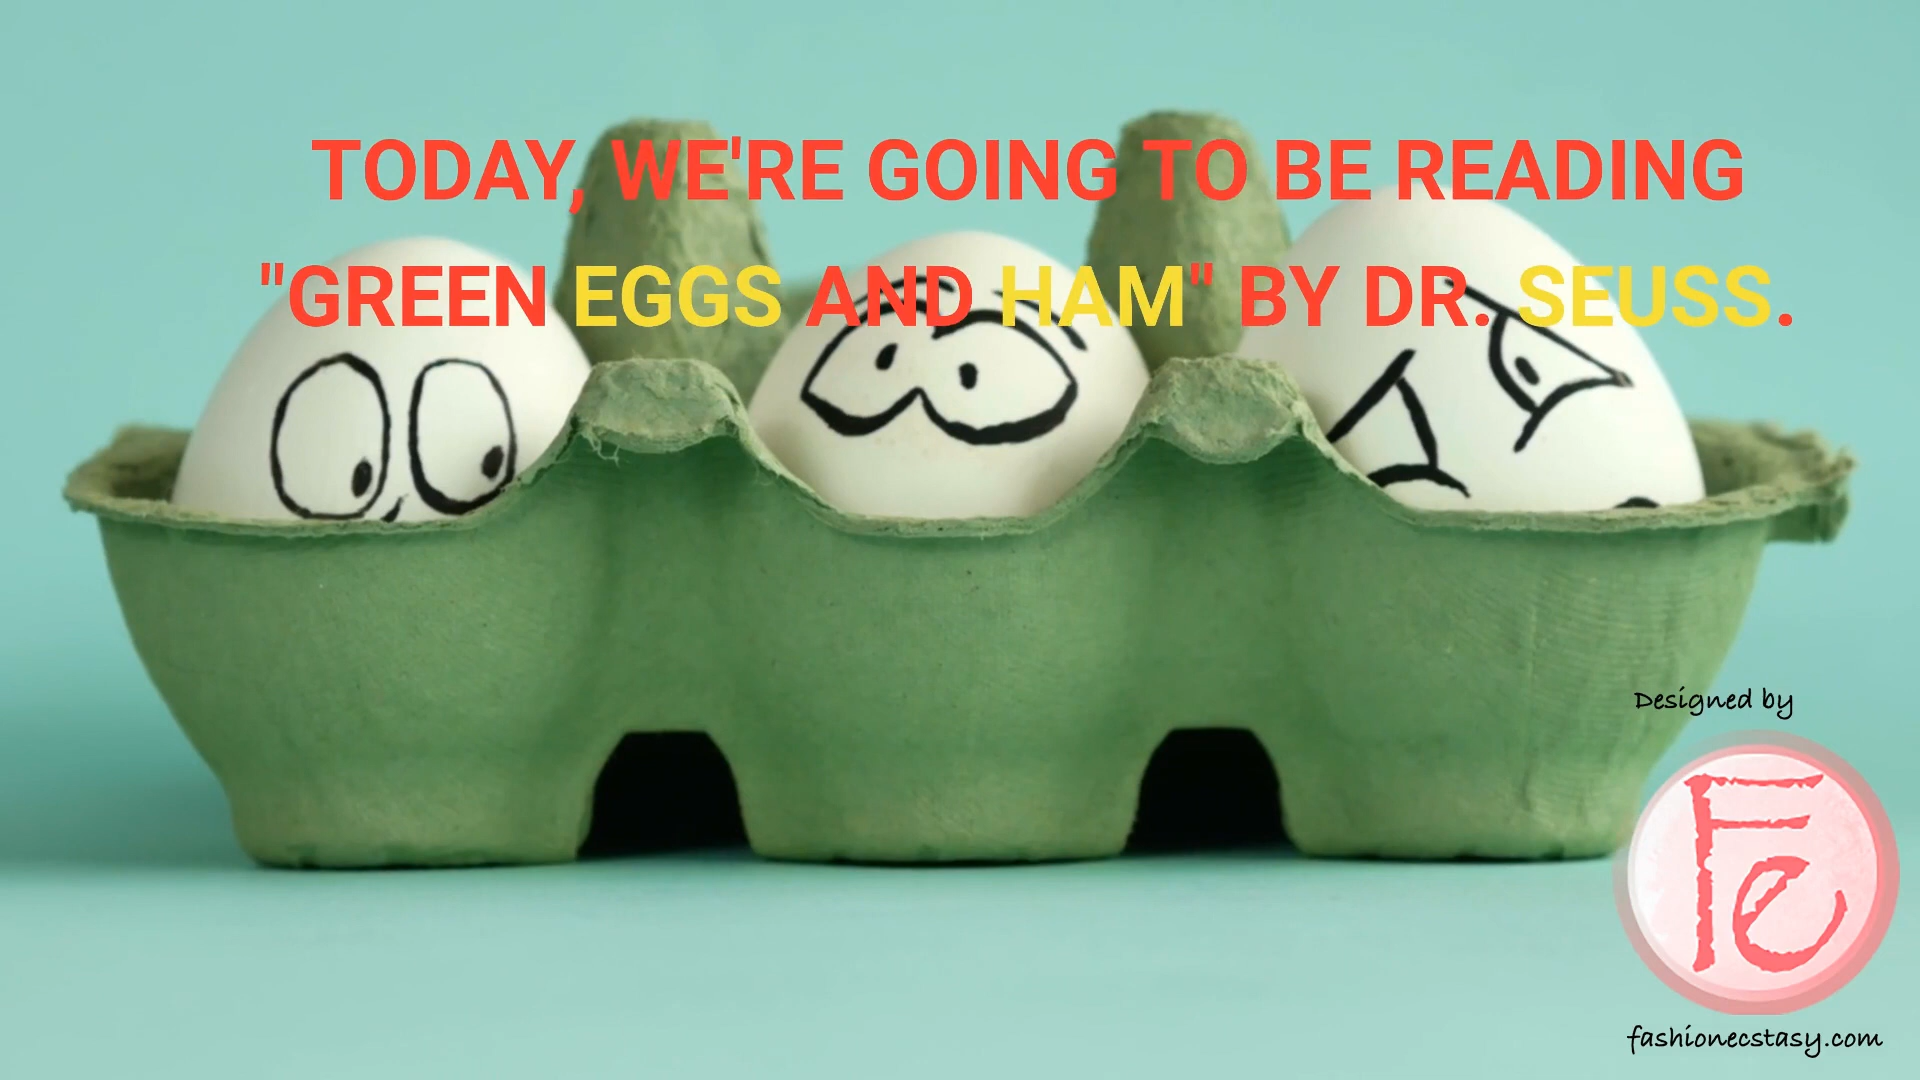 TODAY, WE'RE GOING TO BE READING
"GREEN EGGS AND HAM" BY DR. SEUSS.
Designed by
Fe
fashionecstasy.com